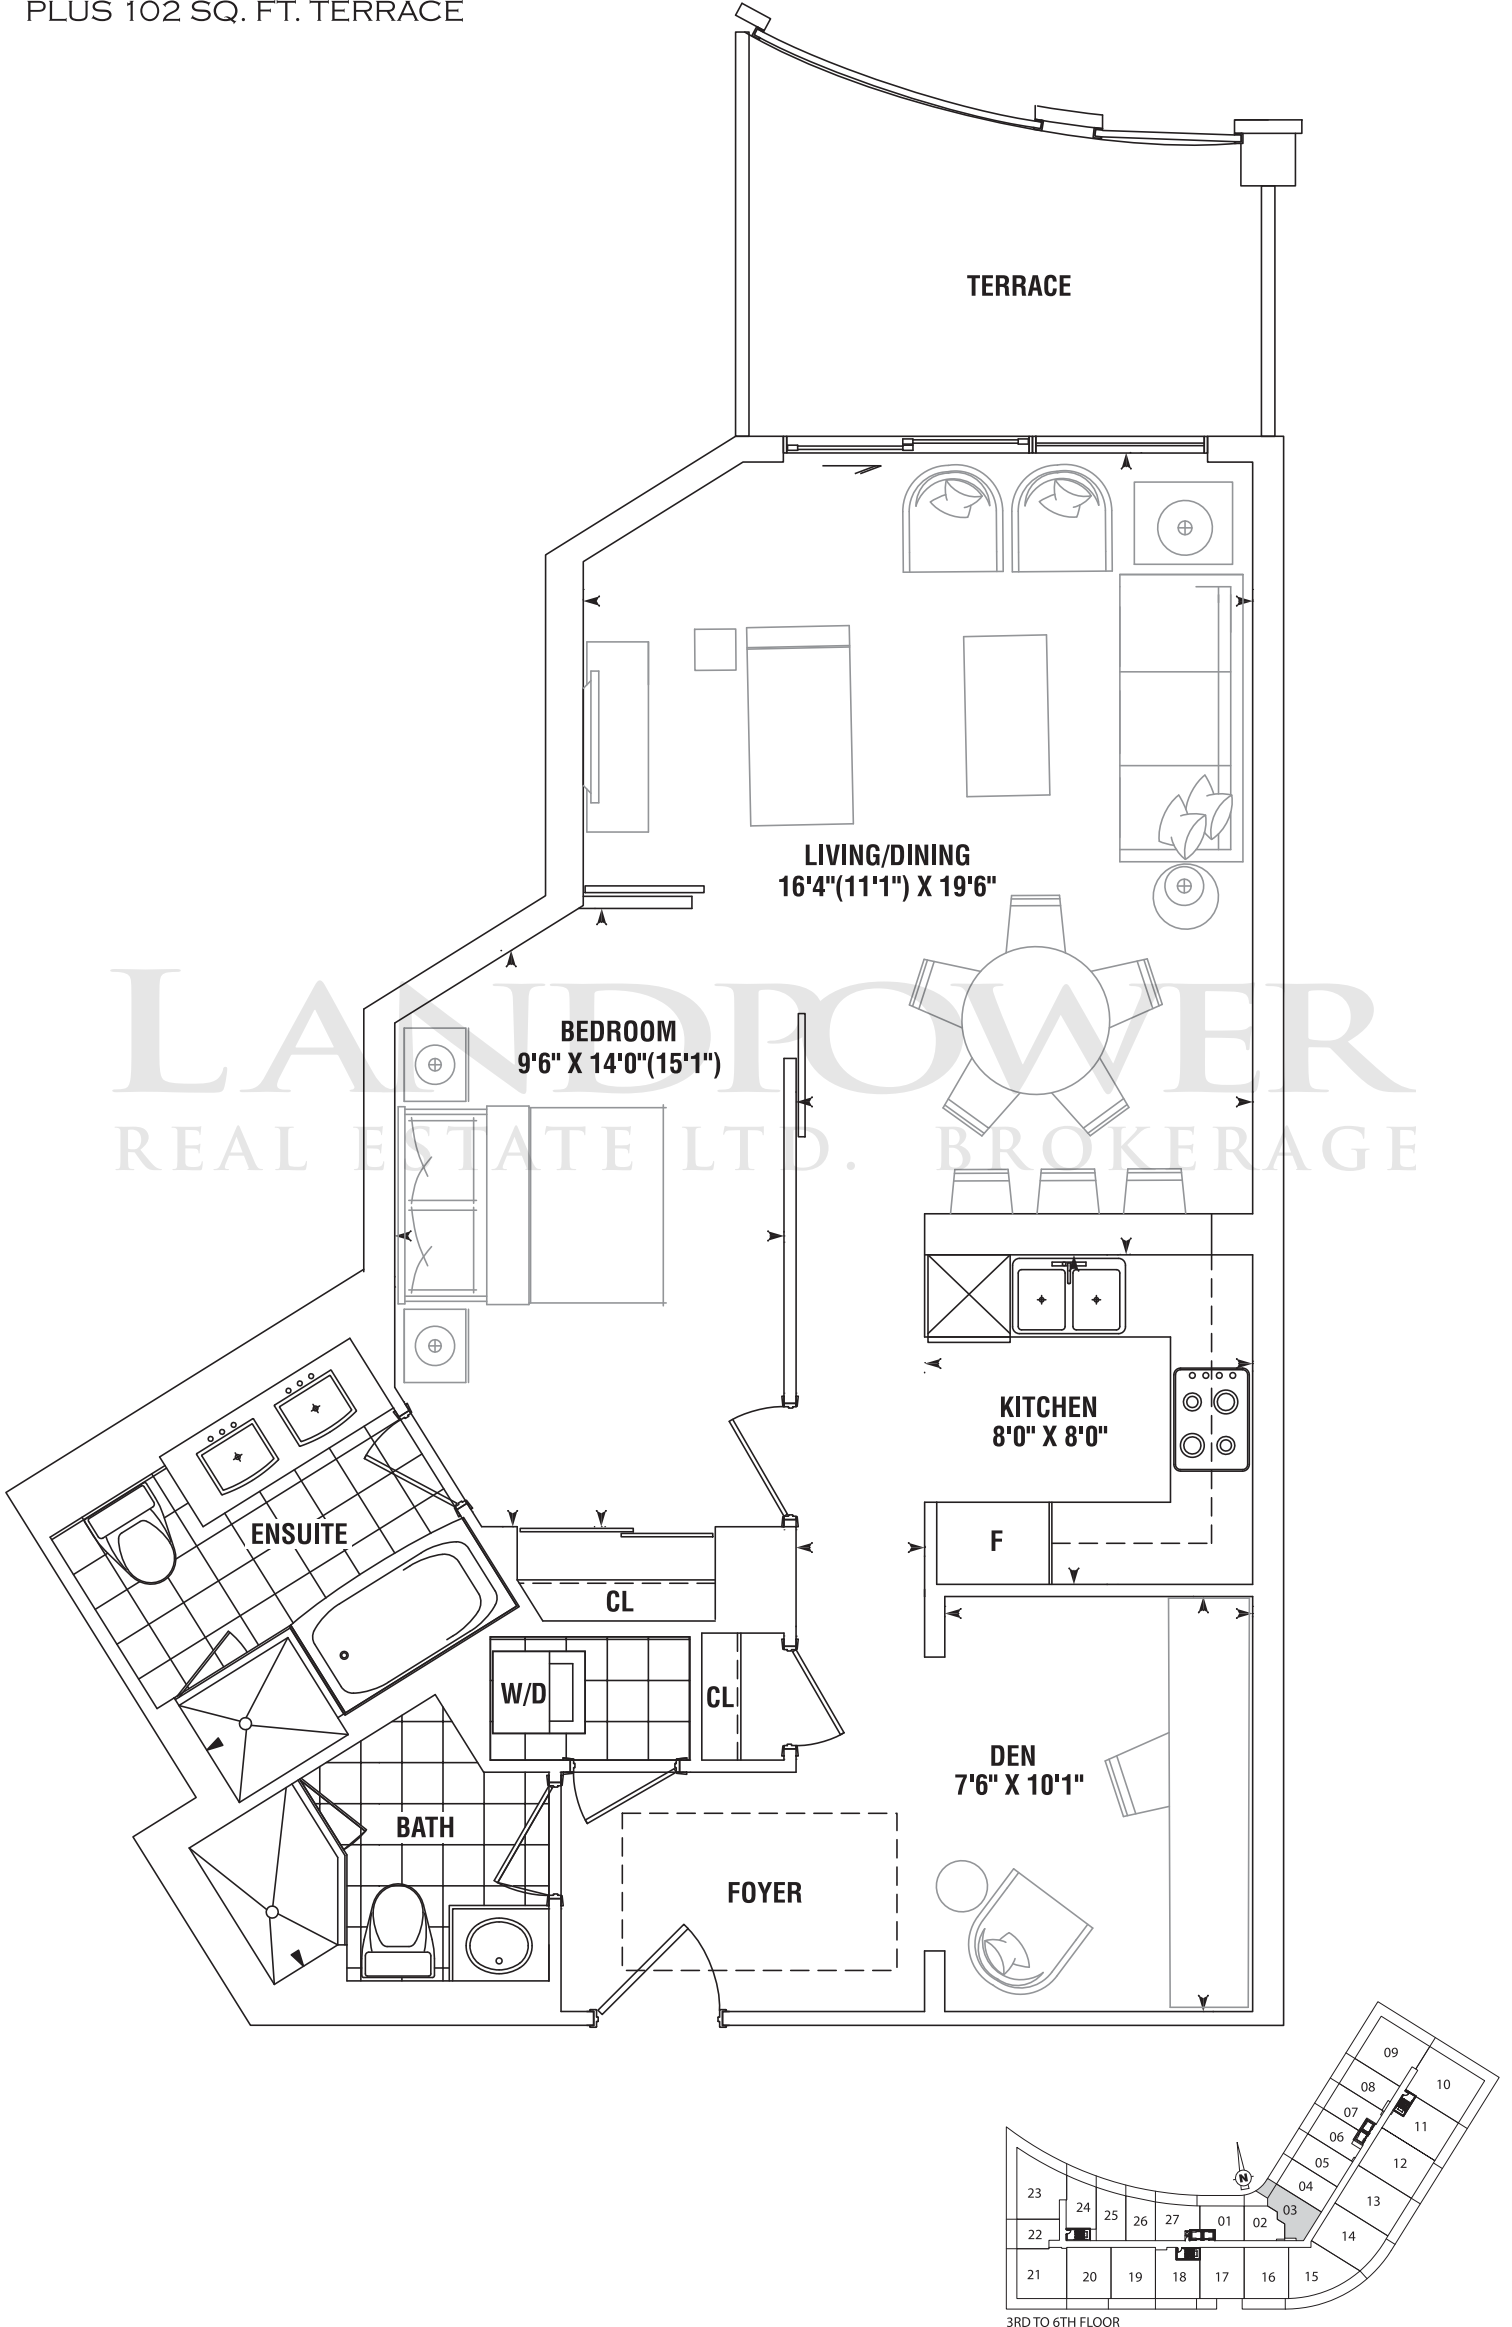 PLUS 102 SQ. FT. TERRACE
TERRACE
LIVING/DINING
16'4"(11'1") X 19'6"
LANDPOWER
REAL ESTATE LTD. BROKERAGE
BEDROOM
9'6" X 14'0"(15'1")
KITCHEN
8'0" X 8'0"
ENSUITE
F
CL
W/D
CL
DEN
7'6" X 10'1"
BATH
FOYER
09
10
08
07
11
06
05
12
04
13
03
N
23
24
25
26
27
01
02
22
14
21
20
19
18
17
16
15
3RD TO 6TH FLOOR